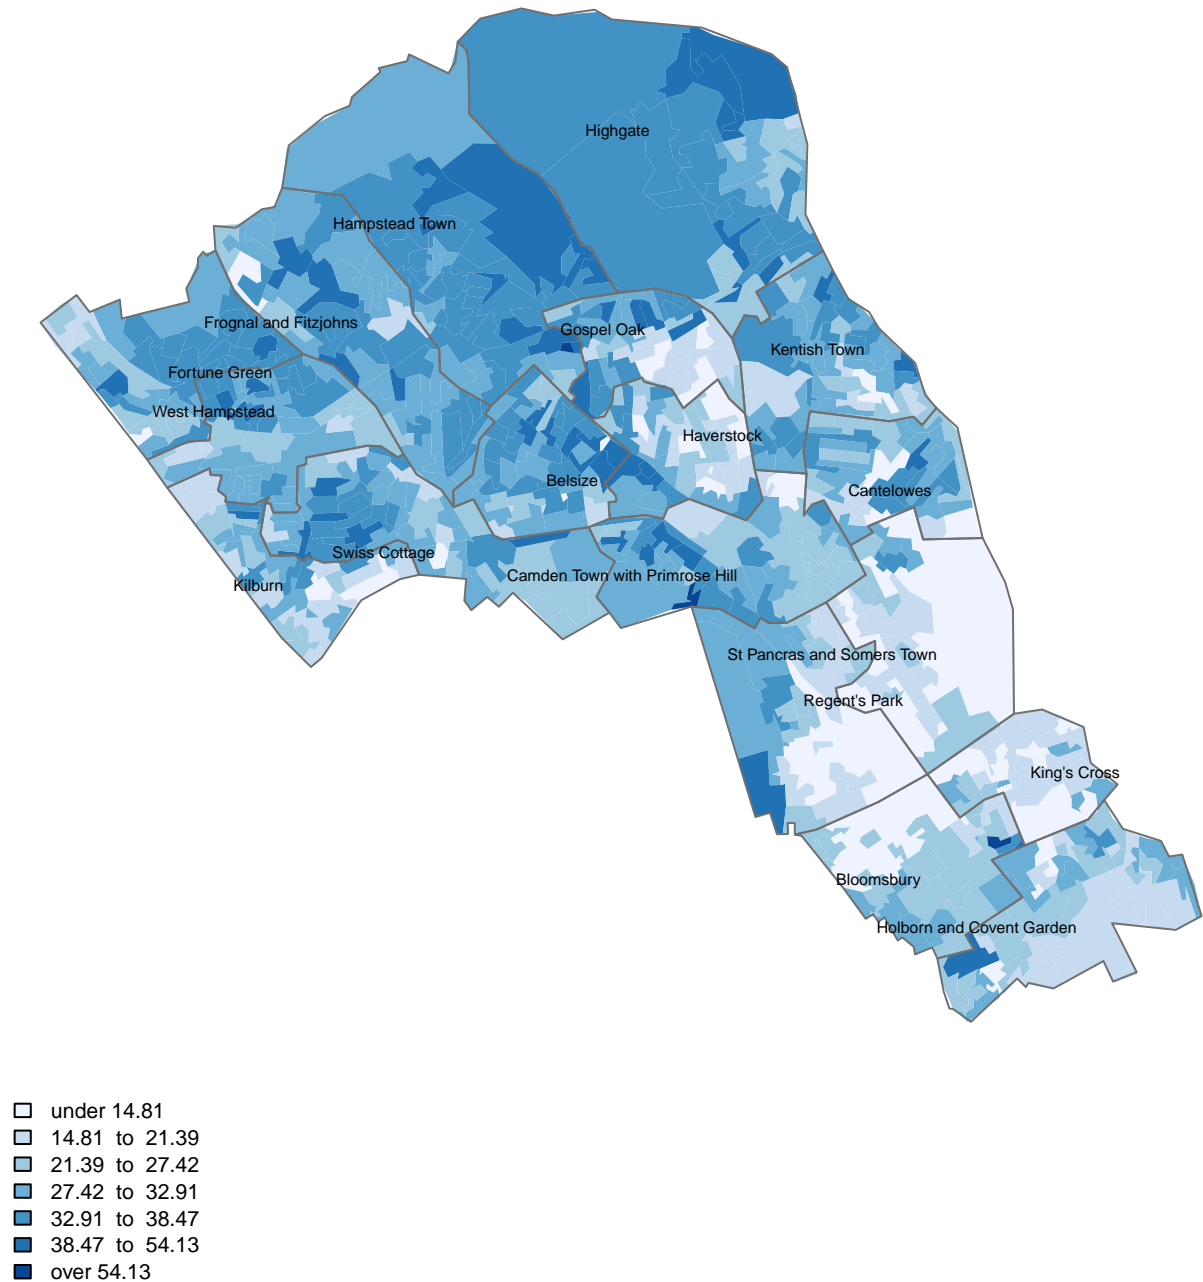 Highgate
Hampstead Town
Frognal and Fitzjohns
Gospel Oak
Kentish Town
Fortune Green
West Hampstead
Haverstock
Belsize
Cantelowes
Swiss Cottage
Camden Town with Primrose Hill
Kilburn
St Pancras and Somers Town
Regent's Park
King's Cross
Bloomsbury
Holborn and Covent Garden
under 14.81
14.81 to 21.39
21.39 to 27.42
27.42 to 32.91
32.91 to 38.47
38.47 to 54.13
over 54.13